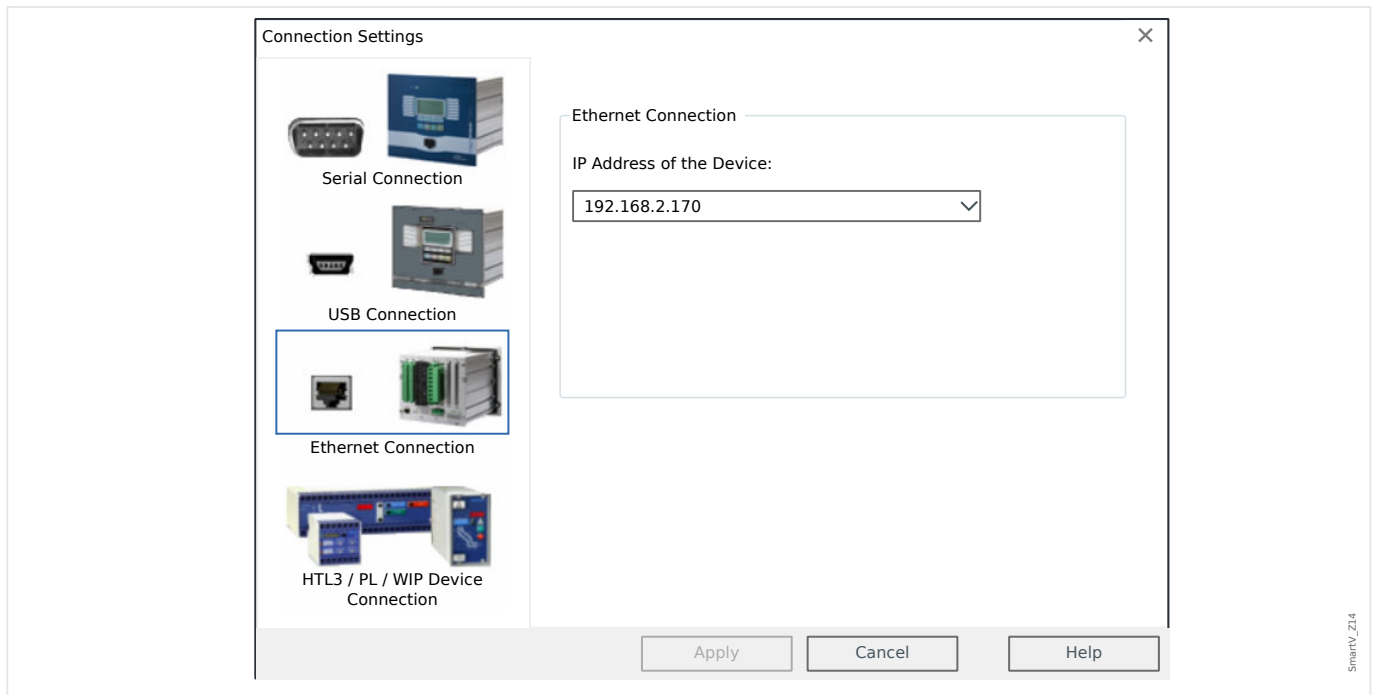 Connection Settings
Serial Connection
USB Connection
Ethernet Connection
HTL3 / PL / WIP Device
Connection
Ethernet Connection
IP Address of the Device:
192.168.2.170
Apply
Cancel
Help
SmartV_Z14